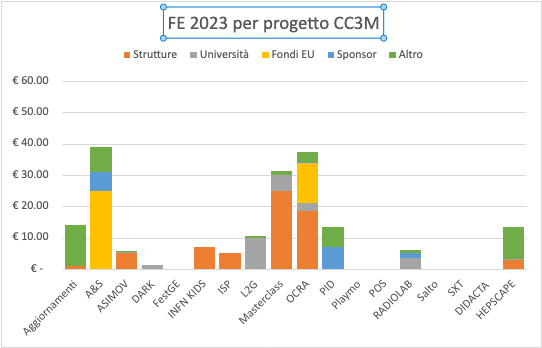 FE 2023 per progetto CC3M
Strutture Università Fondi EU Sponsor Altro
€ 60.00
€ 50.00
€ 40.00
€ 30.00
€ 20.00
€ 10.00
€ -
Aggiornamenti
A&S
ASIMOV
DARK
FestGE
INFN KIDS
ISP
L2G
Masterclass
OCRA
PID
Playmo
POS
RADIOLAB
Salto
SXT
DIDACTA
HEPSCAPE